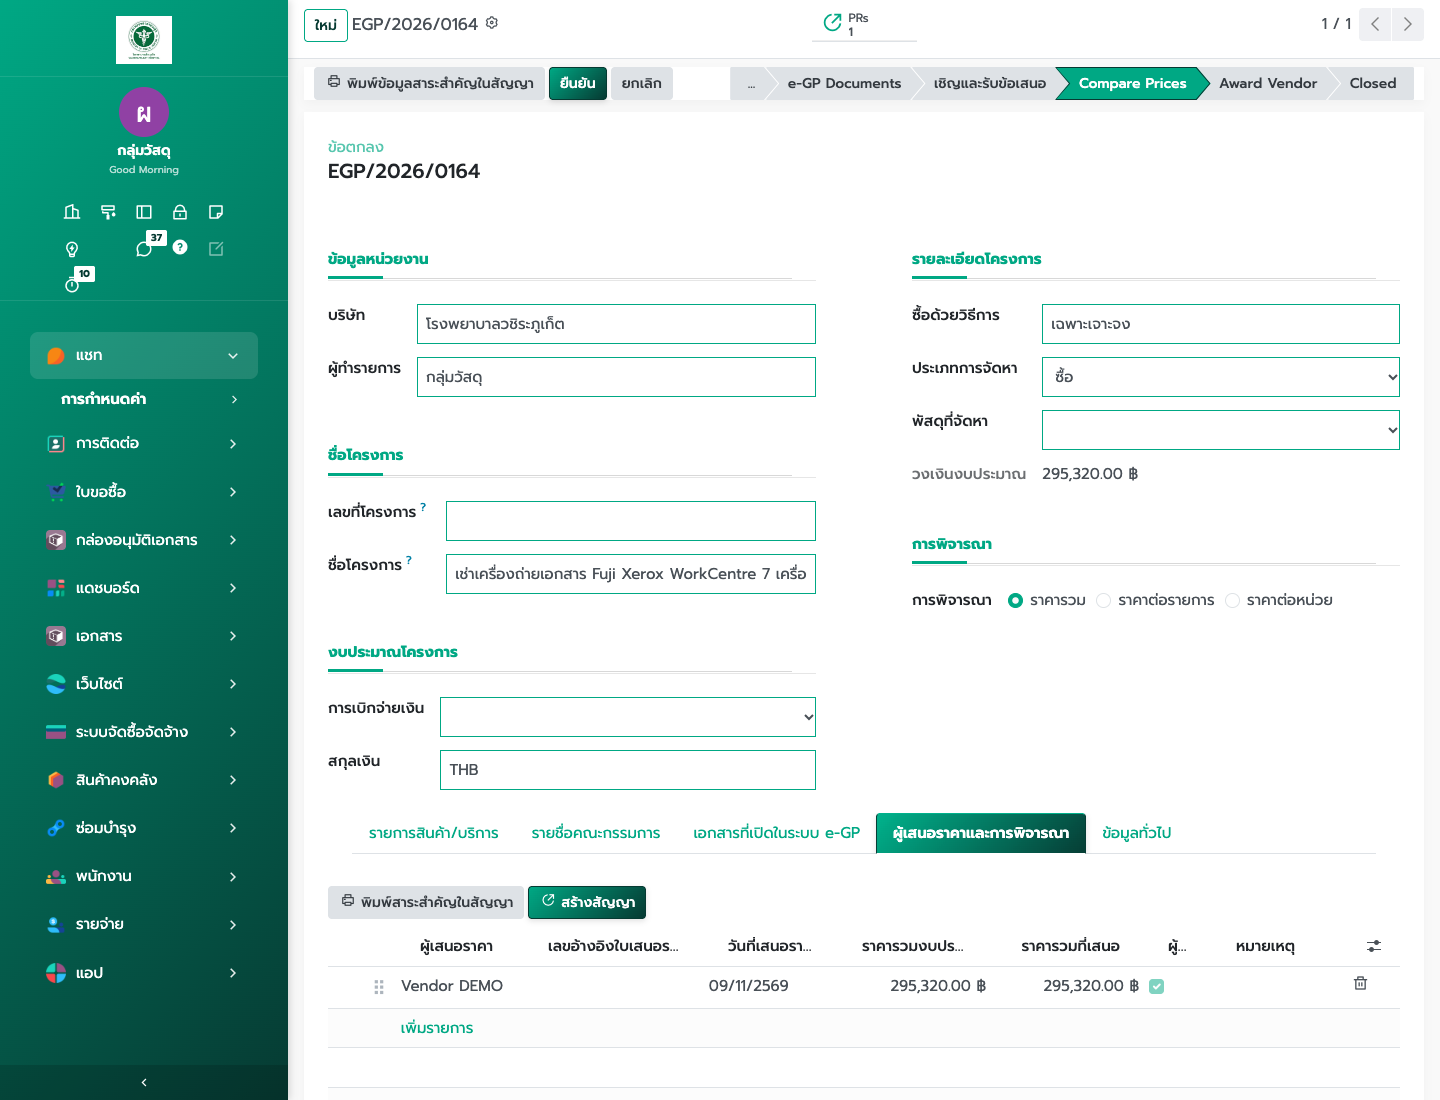 ใหม่ EGP/2026/0164
PRs
1
1 / 1
พิมพ์ข้อมูลสาระสำคัญในสัญญา ยืนยัน ยกเลิก
... e-GP Documents เชิญและรับข้อเสนอ Compare Prices Award Vendor Closed
ผ
กลุ่มวัสดุ
Good Morning
37
?
10
แชท
การกำหนดค่า
การติดต่อ
ใบขอซื้อ
กล่องอนุมัติเอกสาร
แดชบอร์ด
เอกสาร
เว็บไซต์
ระบบจัดซื้อจัดจ้าง
สินค้าคงคลัง
ซ่อมบำรุง
พนักงาน
รายจ่าย
แอป
ข้อตกลง
EGP/2026/0164
ข้อมูลหน่วยงาน
บริษัท โรงพยาบาลวชิระภูเก็ต
ผู้ทำรายการ กลุ่มวัสดุ
รายละเอียดโครงการ
ซื้อด้วยวิธีการ เฉพาะเจาะจง
ประเภทการจัดหา ซื้อ
พัสดุที่จัดหา
วงเงินงบประมาณ 295,320.00 ฿
ชื่อโครงการ
เลขที่โครงการ ?
ชื่อโครงการ ? เช่าเครื่องถ่ายเอกสาร Fuji Xerox WorkCentre 7 เครื่อ
การพิจารณา
การพิจารณา ราคารวม ราคาต่อรายการ ราคาต่อหน่วย
งบประมาณโครงการ
การเบิกจ่ายเงิน
สกุลเงิน THB
รายการสินค้า/บริการ รายชื่อคณะกรรมการ เอกสารที่เปิดในระบบ e-GP ผู้เสนอราคาและการพิจารณา ข้อมูลทั่วไป
พิมพ์สาระสำคัญในสัญญา สร้างสัญญา
ผู้เสนอราคา เลขอ้างอิงใบเสนอร... วันที่เสนอรา... ราคารวมงบประ... ราคารวมที่เสนอ ผู้... หมายเหตุ
Vendor DEMO 09/11/2569 295,320.00 ฿ 295,320.00 ฿
เพิ่มรายการ